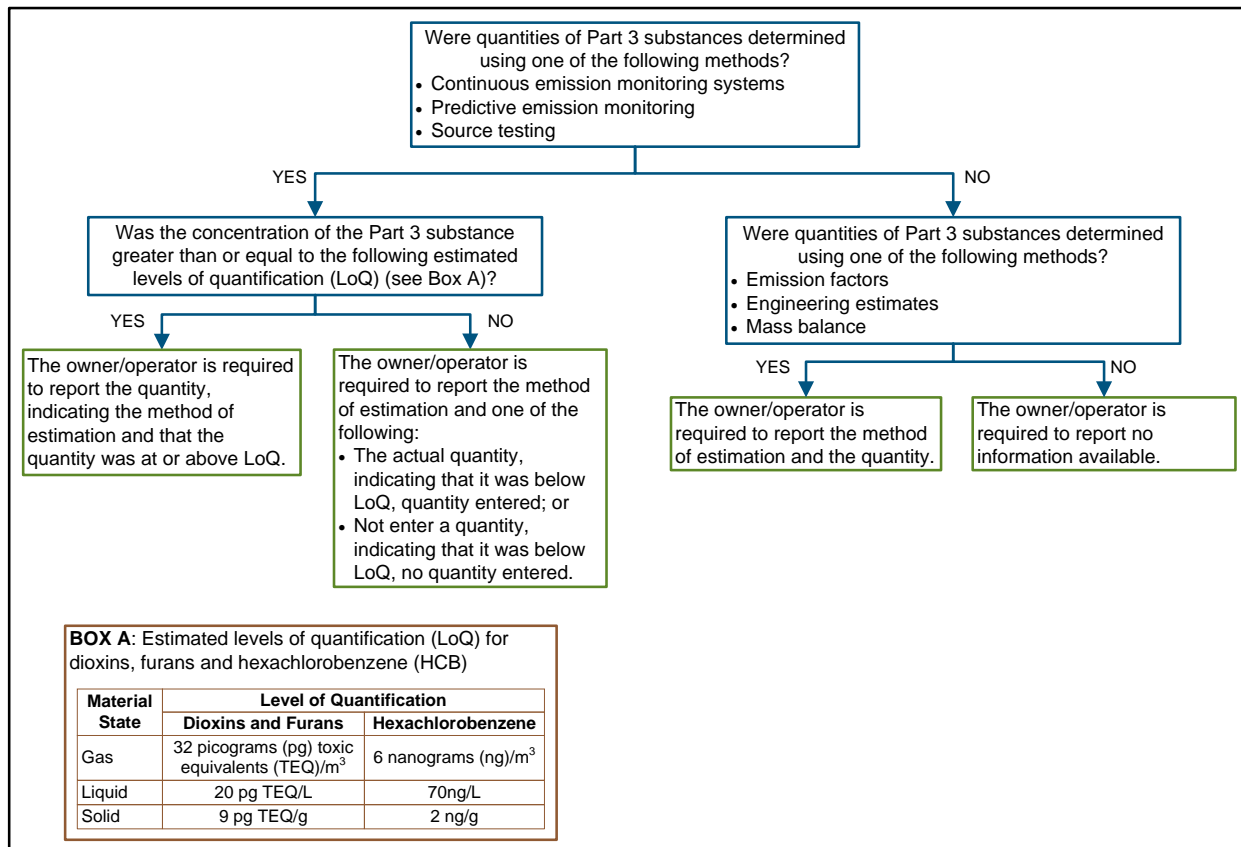 Were quantities of Part 3 substances determined
using one of the following methods?
• Continuous emission monitoring systems
• Predictive emission monitoring
• Source testing
YES
NO
Was the concentration of the Part 3 substance
greater than or equal to the following estimated
levels of quantification (LoQ) (see Box A)?
Were quantities of Part 3 substances determined
using one of the following methods?
• Emission factors
• Engineering estimates
• Mass balance
YES
NO
YES
NO
The owner/operator is required
to report the quantity,
indicating the method of
estimation and that the
quantity was at or above LoQ.
The owner/operator is
required to report the method
of estimation and one of the
following:
• The actual quantity,
indicating that it was below
LoQ, quantity entered; or
• Not enter a quantity,
indicating that it was below
LoQ, no quantity entered.
The owner/operator is
required to report the method
of estimation and the quantity.
The owner/operator is
required to report no
information available.
BOX A: Estimated levels of quantification (LoQ) for
dioxins, furans and hexachlorobenzene (HCB)
Material State | Level of Quantification
Dioxins and Furans | Hexachlorobenzene
Gas | 32 picograms (pg) toxic equivalents (TEQ)/m³ | 6 nanograms (ng)/m³
Liquid | 20 pg TEQ/L | 70ng/L
Solid | 9 pg TEQ/g | 2 ng/g